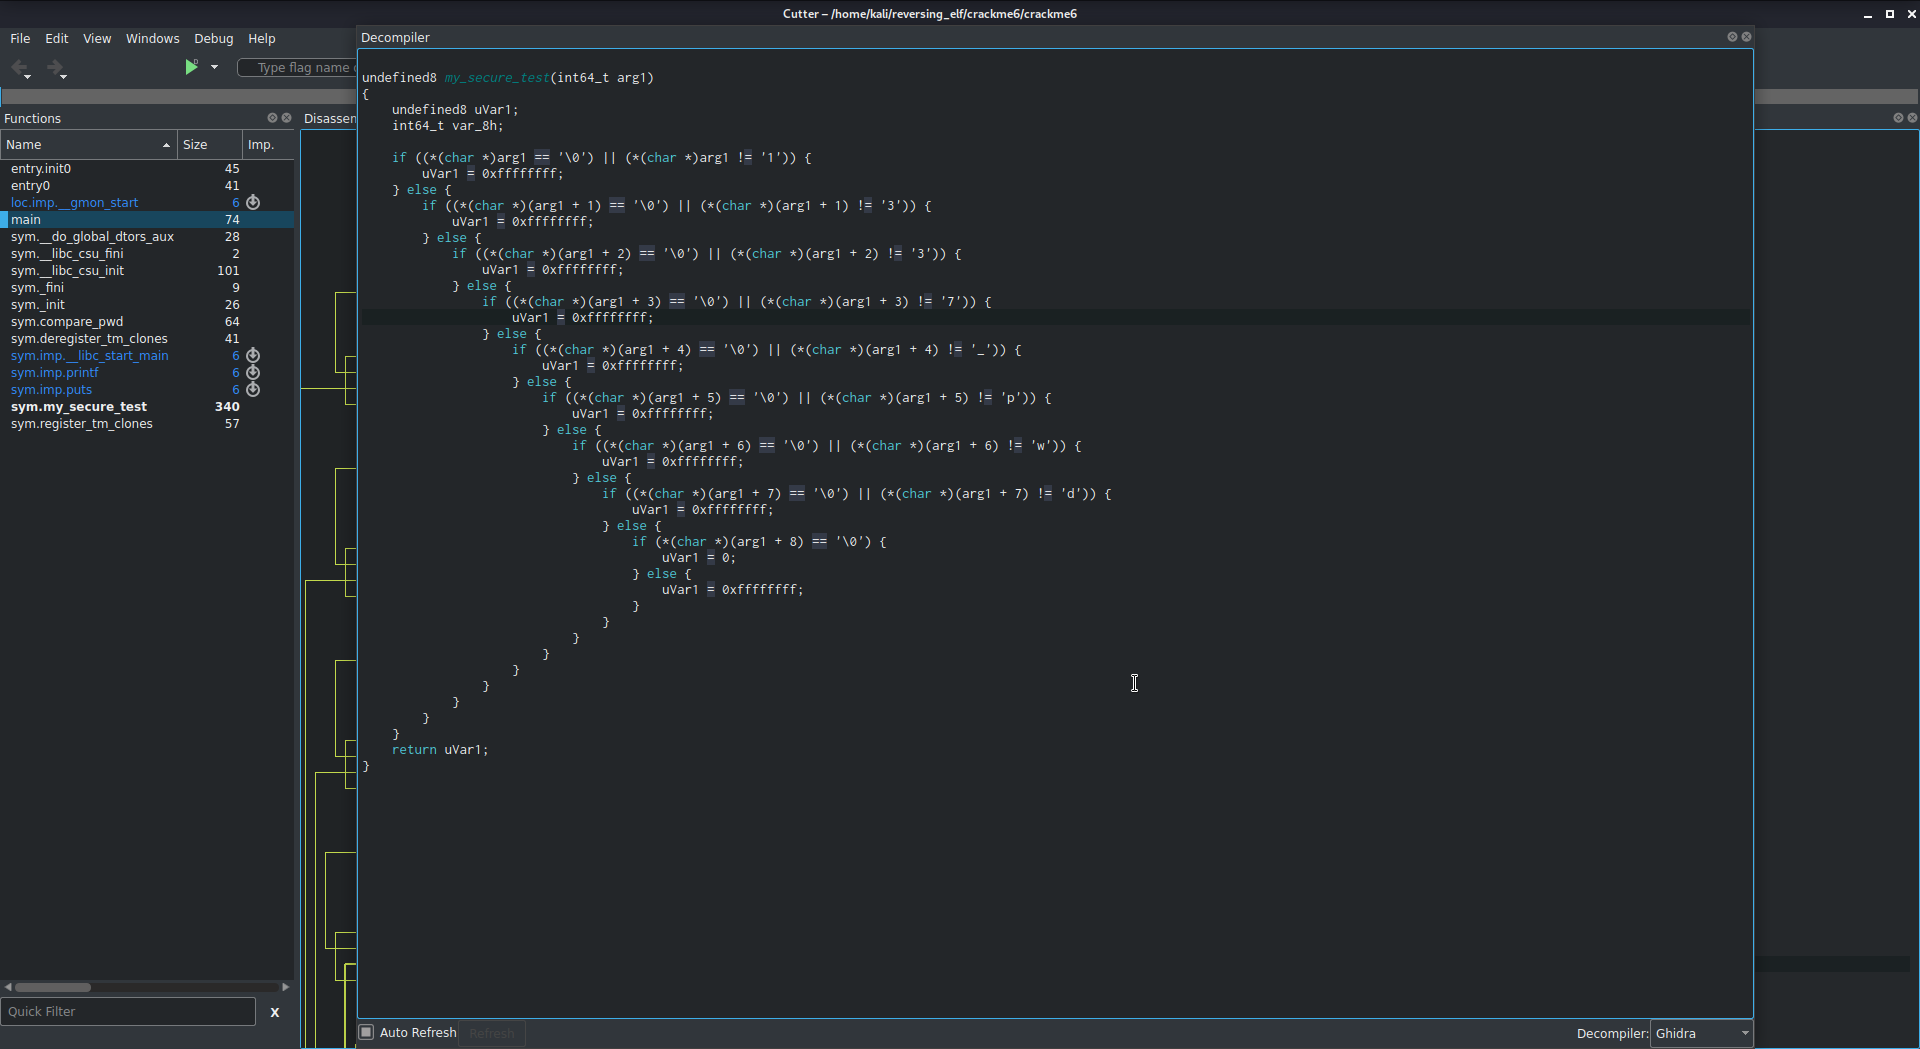 Cutter – /home/kali/reversing_elf/crackme6/crackme6
File Edit View Windows Debug Help
Type flag name o
Functions
Name Size Imp.
entry.init0 45
entry0 41
loc.imp.__gmon_start 6
main 74
sym.__do_global_dtors_aux 28
sym.__libc_csu_fini 2
sym.__libc_csu_init 101
sym._fini 9
sym._init 26
sym.compare_pwd 64
sym.deregister_tm_clones 41
sym.imp.__libc_start_main 6
sym.imp.printf 6
sym.imp.puts 6
sym.my_secure_test 340
sym.register_tm_clones 57
Quick Filter X
Disassem
Decompiler
undefined8 my_secure_test(int64_t arg1)
{
    undefined8 uVar1;
    int64_t var_8h;
    if ((*(char *)arg1 == '\0') || (*(char *)arg1 != '1')) {
        uVar1 = 0xffffffff;
    } else {
        if ((*(char *)(arg1 + 1) == '\0') || (*(char *)(arg1 + 1) != '3')) {
            uVar1 = 0xffffffff;
        } else {
            if ((*(char *)(arg1 + 2) == '\0') || (*(char *)(arg1 + 2) != '3')) {
                uVar1 = 0xffffffff;
            } else {
                if ((*(char *)(arg1 + 3) == '\0') || (*(char *)(arg1 + 3) != '7')) {
                    uVar1 = 0xffffffff;
                } else {
                    if ((*(char *)(arg1 + 4) == '\0') || (*(char *)(arg1 + 4) != '_')) {
                        uVar1 = 0xffffffff;
                    } else {
                        if ((*(char *)(arg1 + 5) == '\0') || (*(char *)(arg1 + 5) != 'p')) {
                            uVar1 = 0xffffffff;
                        } else {
                            if ((*(char *)(arg1 + 6) == '\0') || (*(char *)(arg1 + 6) != 'w')) {
                                uVar1 = 0xffffffff;
                            } else {
                                if ((*(char *)(arg1 + 7) == '\0') || (*(char *)(arg1 + 7) != 'd')) {
                                    uVar1 = 0xffffffff;
                                } else {
                                    if (*(char *)(arg1 + 8) == '\0') {
                                        uVar1 = 0;
                                    } else {
                                        uVar1 = 0xffffffff;
                                    }
                                }
                            }
                        }
                    }
                }
            }
        }
    }
    return uVar1;
}
Auto Refresh Refresh
Decompiler: Ghidra